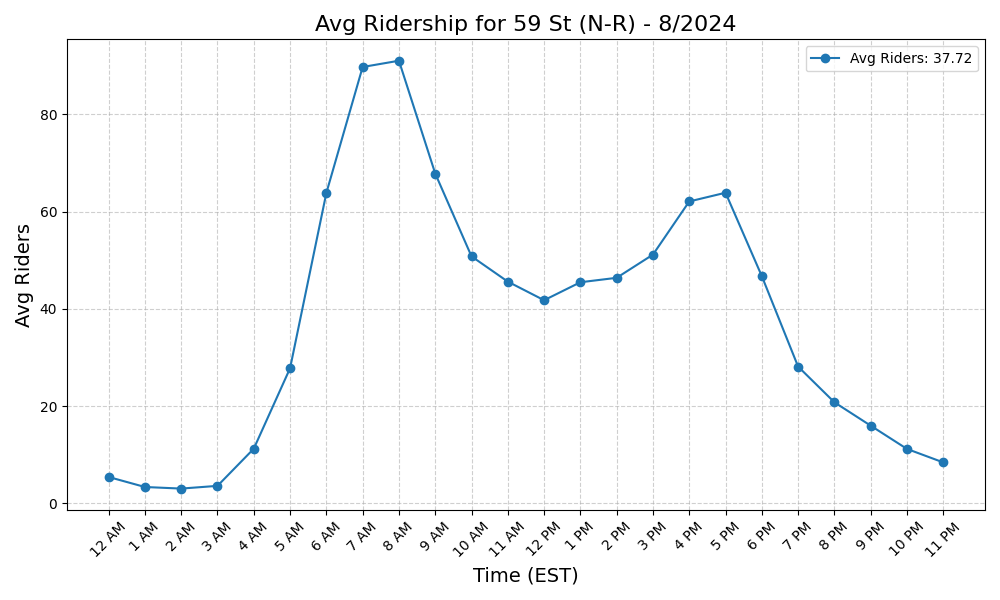 Avg Ridership for 59 St (N-R) - 8/2024
Avg Riders: 37.72
Avg Riders
80
60
40
20
0
12 AM
1 AM
2 AM
3 AM
4 AM
5 AM
6 AM
7 AM
8 AM
9 AM
10 AM
11 AM
12 PM
1 PM
2 PM
3 PM
4 PM
5 PM
6 PM
7 PM
8 PM
9 PM
10 PM
11 PM
Time (EST)